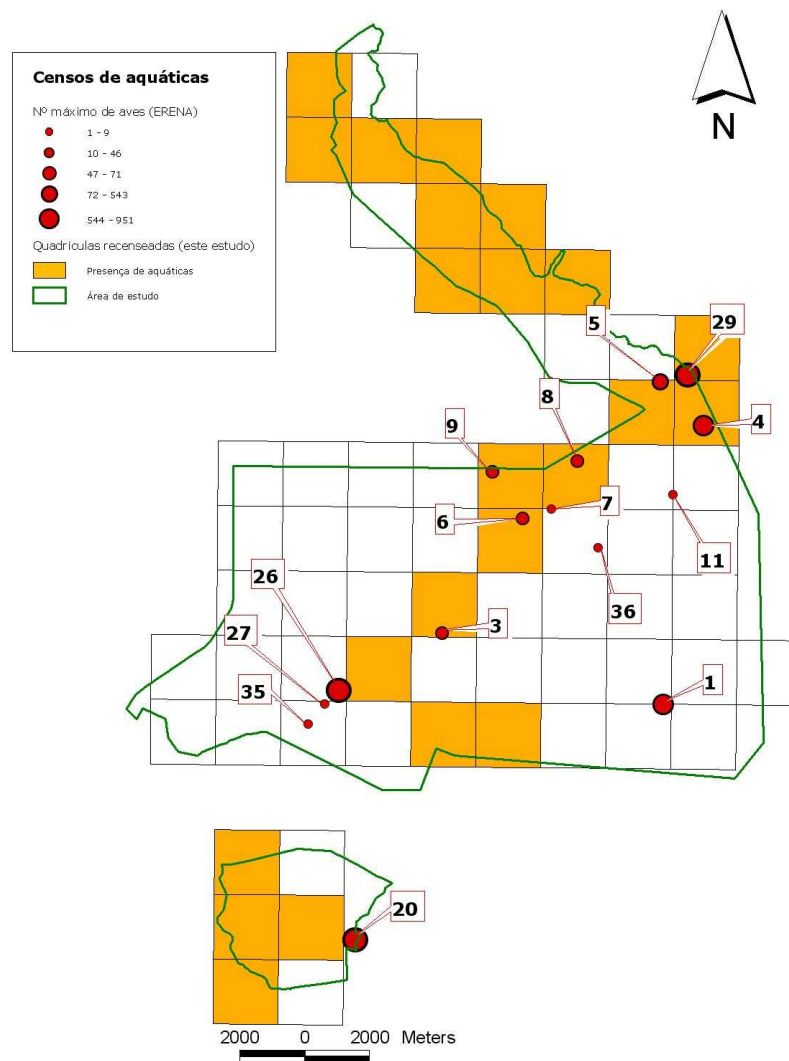 Censos de aquáticas
Nº máximo de aves (ERENA)
1 - 9
10 - 46
47 - 71
72 - 543
544 - 951
Quadrículas recenseadas (este estudo)
Presença de aquáticas
Área de estudo
N
5
29
8
4
9
7
6
11
26
36
27
3
35
1
20
2000 0 2000 Meters